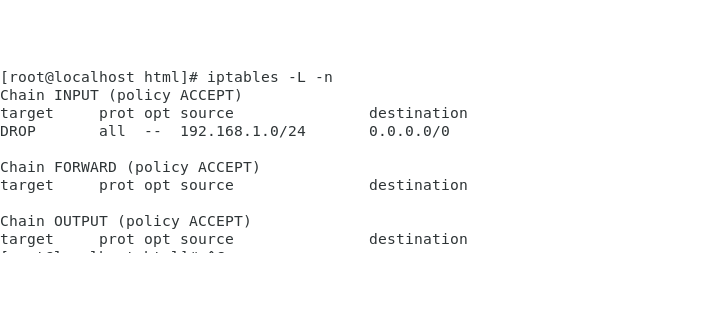 [root@localhost html]# iptables -L -n
Chain INPUT (policy ACCEPT)
target     prot opt source               destination
DROP       all  --  192.168.1.0/24       0.0.0.0/0

Chain FORWARD (policy ACCEPT)
target     prot opt source               destination

Chain OUTPUT (policy ACCEPT)
target     prot opt source               destination